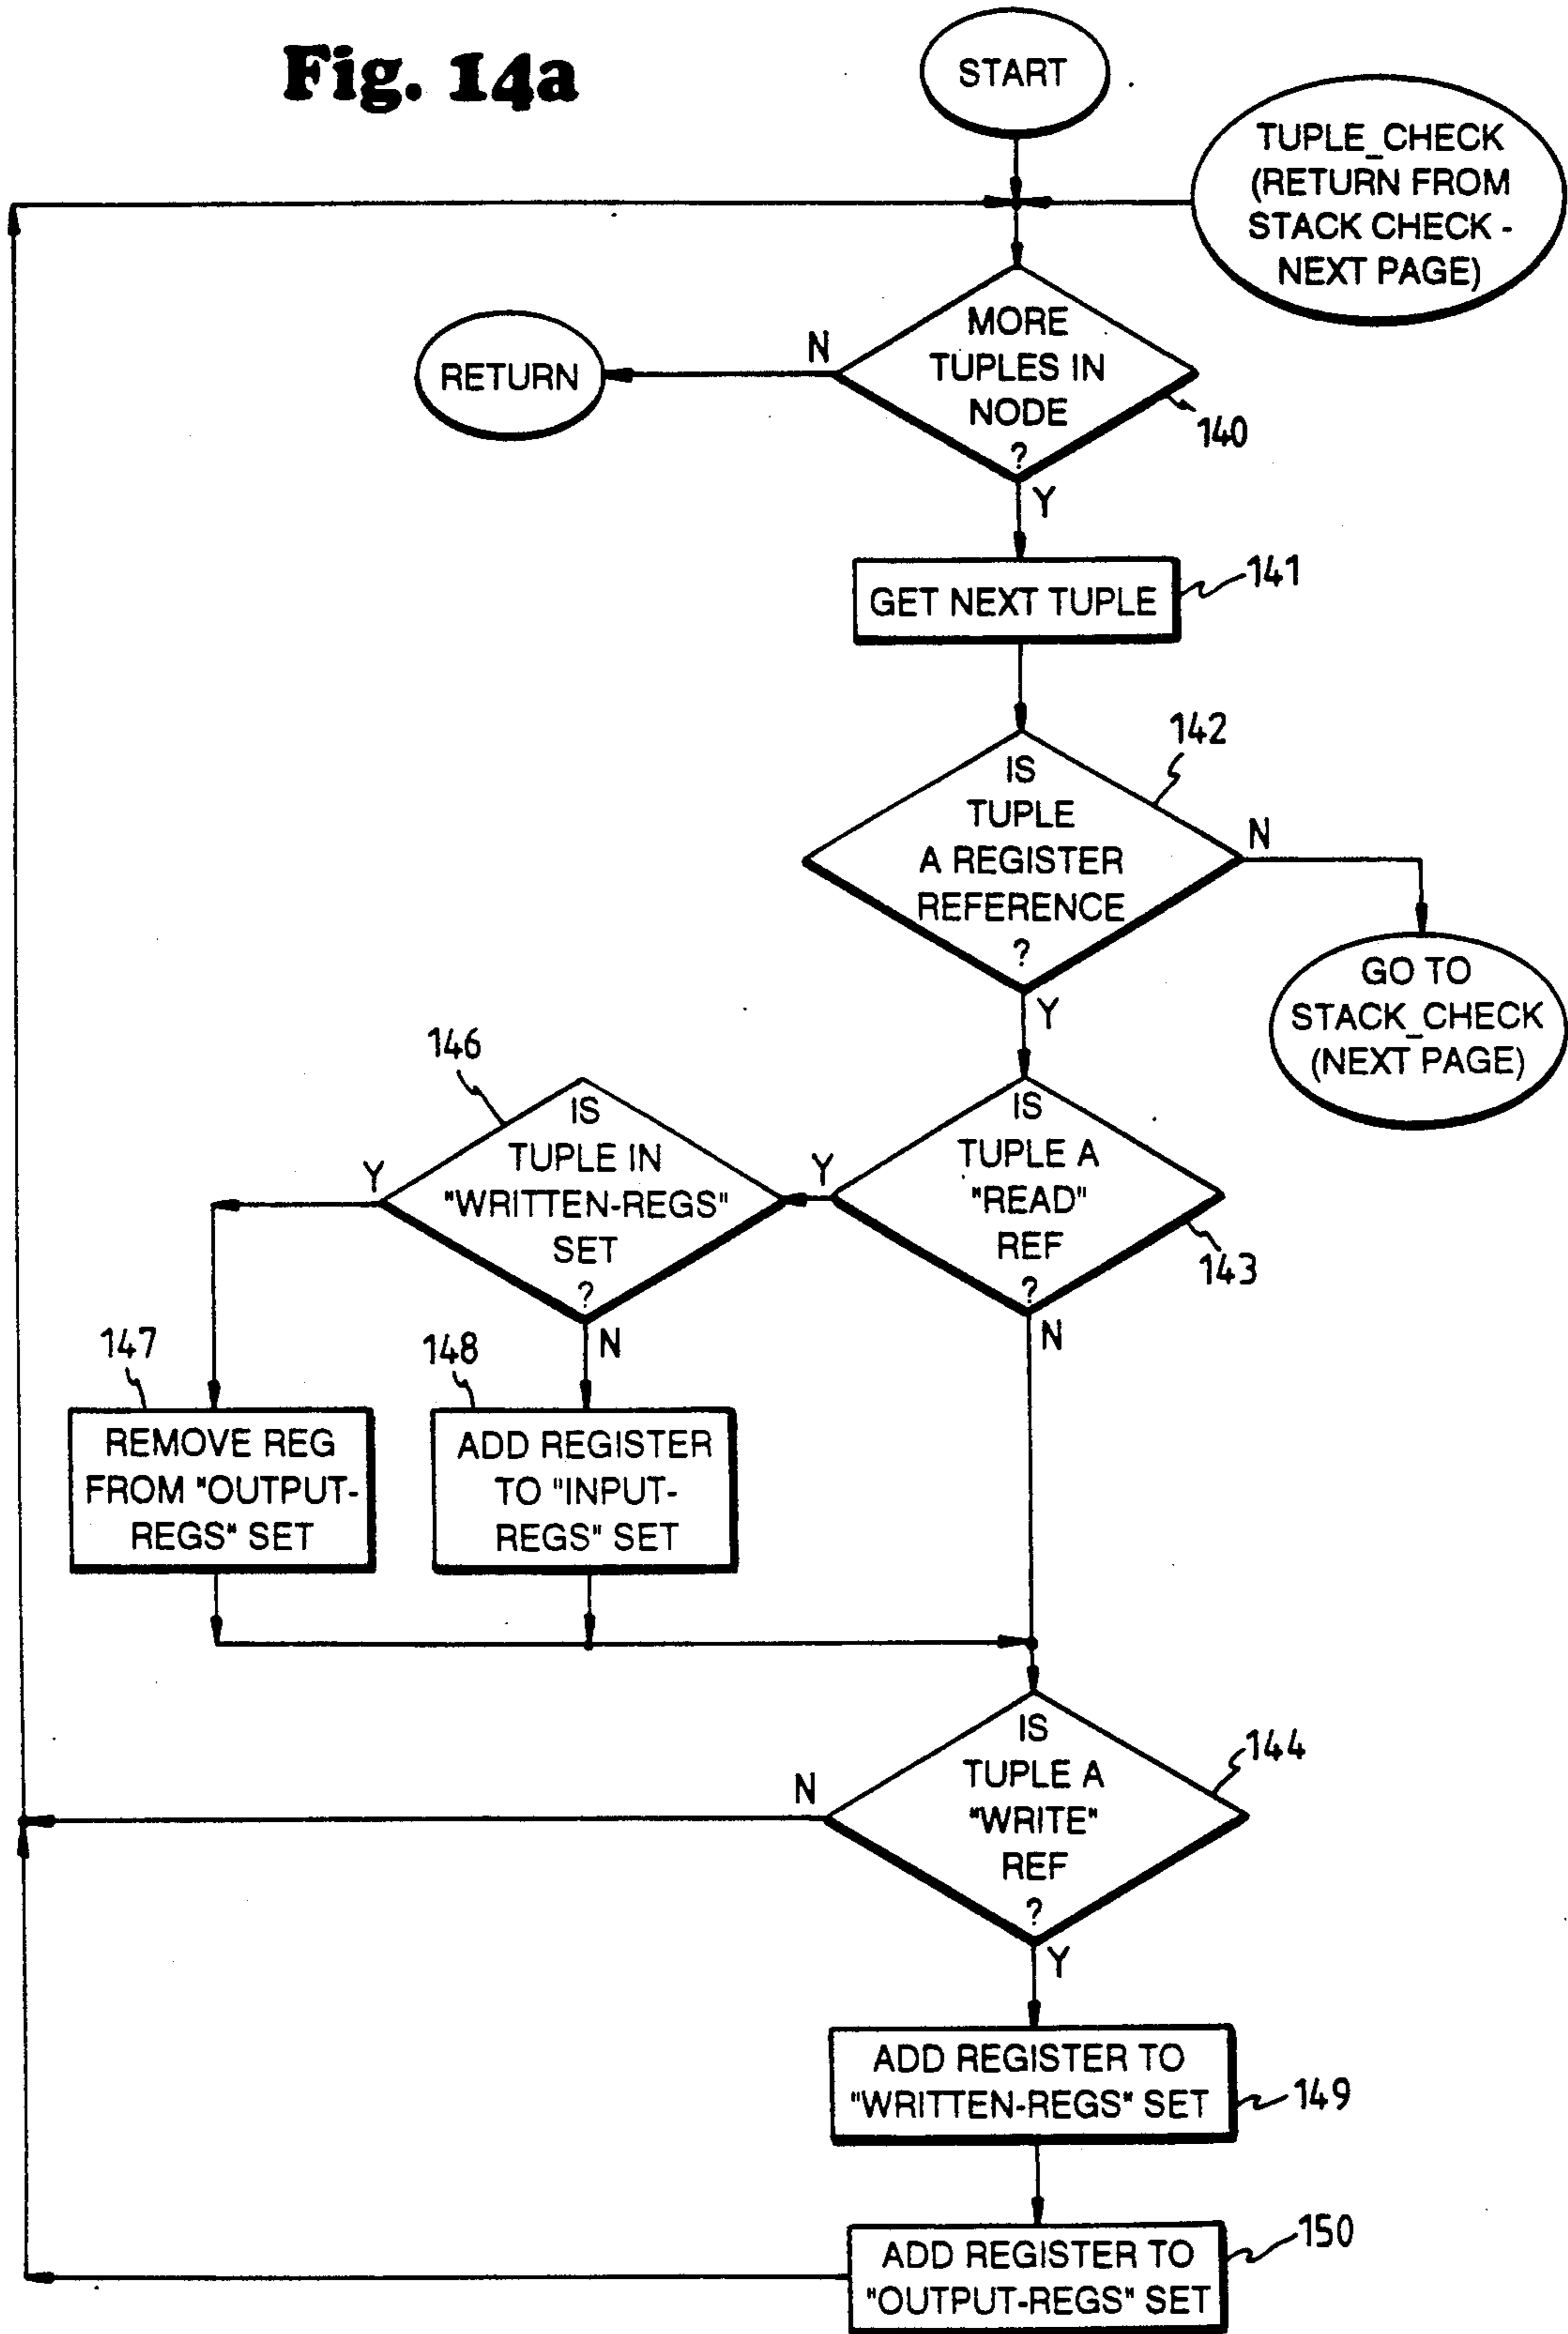 Fig. 14a
START
TUPLE_CHECK
(RETURN FROM
STACK CHECK -
NEXT PAGE)
MORE
TUPLES IN
NODE
?
N
RETURN
140
Y
GET NEXT TUPLE
141
142
IS
TUPLE
A REGISTER
REFERENCE
?
N
Y
GO TO
STACK_CHECK
(NEXT PAGE)
146
IS
TUPLE IN
"WRITTEN-REGS"
SET
?
Y
N
IS
TUPLE A
"READ"
REF
?
Y
143
N
147
REMOVE REG
FROM "OUTPUT-
REGS" SET
148
ADD REGISTER
TO "INPUT-
REGS" SET
IS
TUPLE A
"WRITE"
REF
?
144
N
Y
ADD REGISTER TO
"WRITTEN-REGS" SET
149
ADD REGISTER TO
"OUTPUT-REGS" SET
150